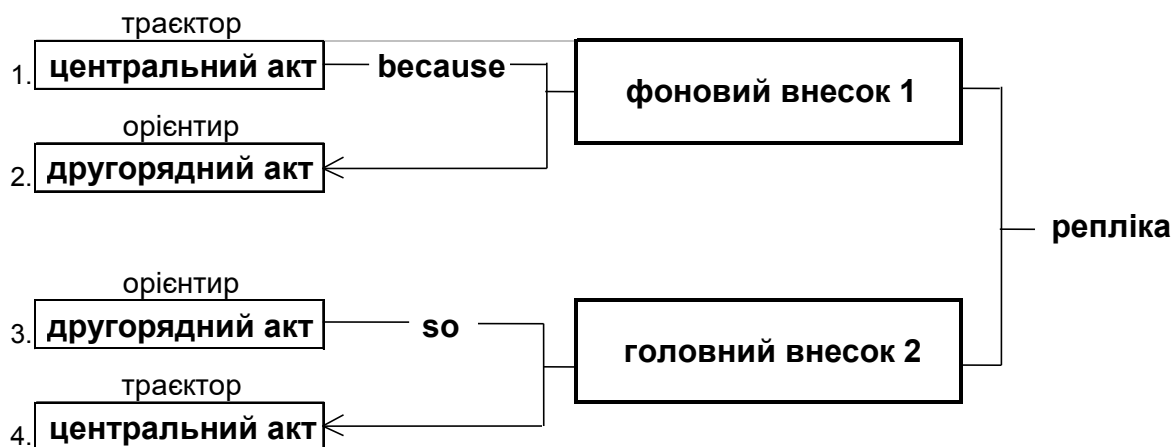 траєктор
1. центральний акт because фоновий внесок 1
орієнтир
2. другорядний акт
репліка
орієнтир
3. другорядний акт so головний внесок 2
траєктор
4. центральний акт